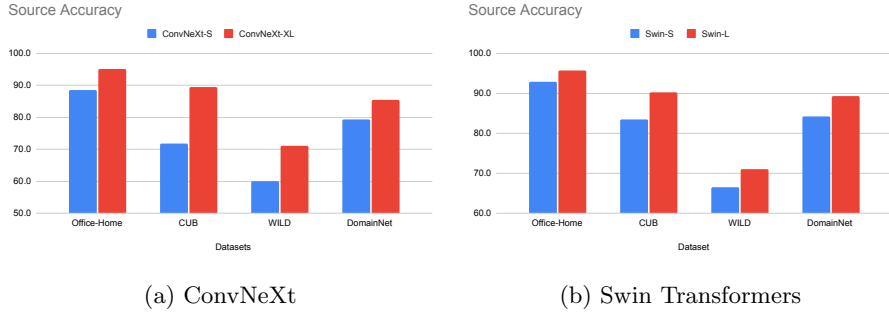 Source Accuracy
ConvNeXt-S ConvNeXt-XL
100.0
90.0
80.0
70.0
60.0
50.0
Office-Home CUB WILD DomainNet
Datasets
(a) ConvNeXt
Source Accuracy
Swin-S Swin-L
100.0
90.0
80.0
70.0
60.0
Office-Home CUB WILD DomainNet
Dataset
(b) Swin Transformers